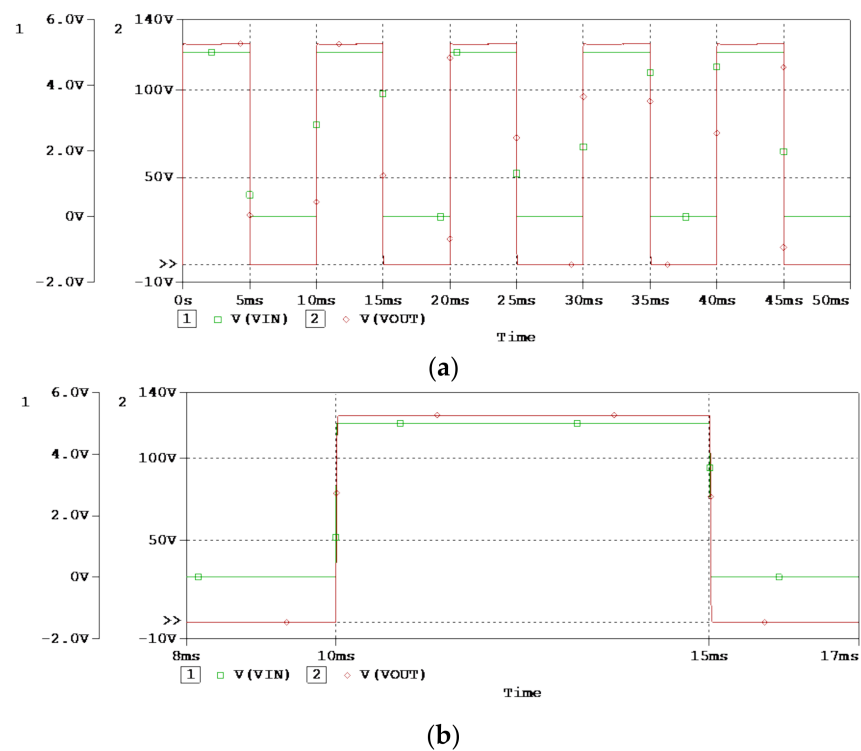 1 6.0V 2 140V
4.0V 100V
2.0V 50V
0V
>>
-2.0V -10V
0s 5ms 10ms 15ms 20ms 25ms 30ms 35ms 40ms 45ms 50ms
1 V(VIN) 2 V(VOUT)
Time
(a)
1 6.0V 2 140V
4.0V 100V
2.0V 50V
0V
>>
-2.0V -10V
8ms 10ms 15ms 17ms
1 V(VIN) 2 V(VOUT)
Time
(b)